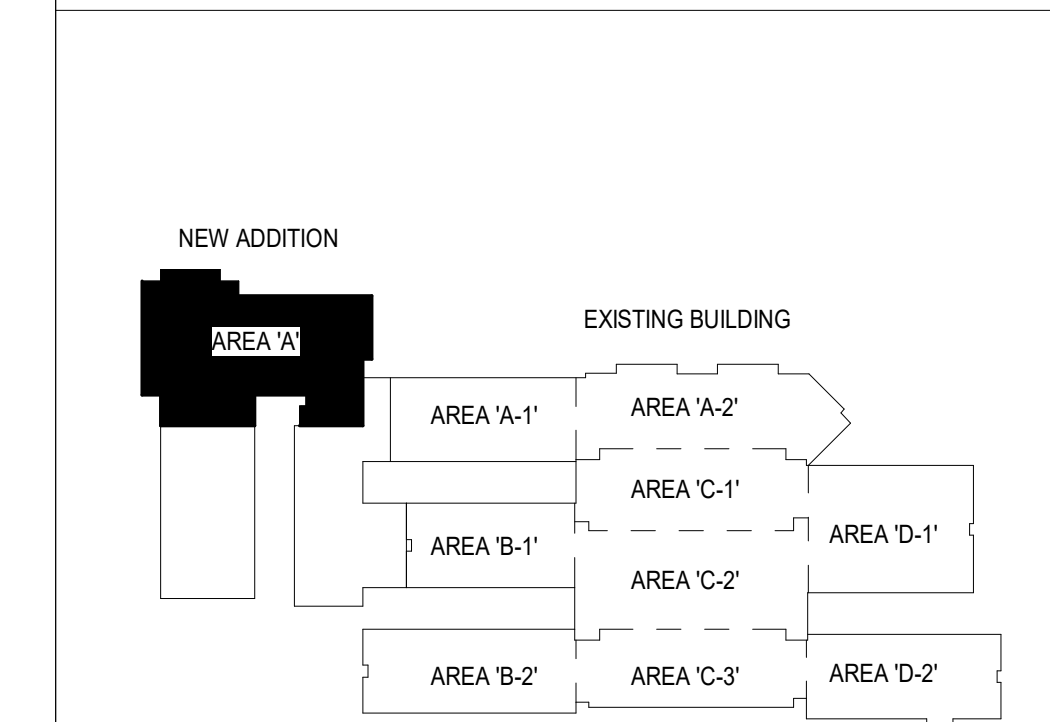 NEW ADDITION
AREA 'A'
EXISTING BUILDING
AREA 'A-1'
AREA 'A-2'
AREA 'C-1'
AREA 'B-1'
AREA 'D-1'
AREA 'C-2'
AREA 'B-2'
AREA 'C-3'
AREA 'D-2'